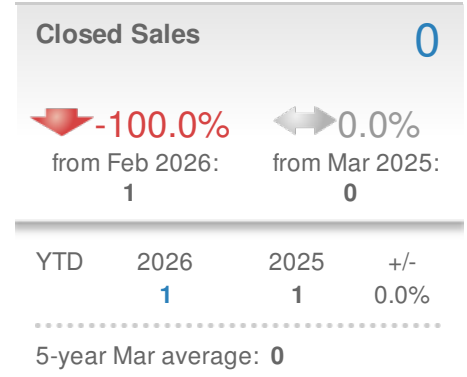 Closed Sales 0
-100.0% 0.0%
from Feb 2026: from Mar 2025:
1 0
YTD 2026 2025 +/-
1 1 0.0%
5-year Mar average: 0